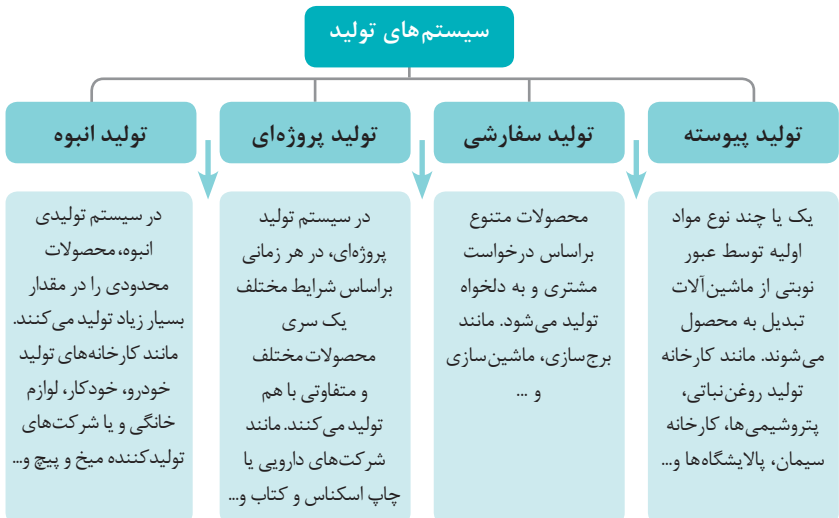 سیستم‌های تولید
تولید پیوسته
تولید سفارشی
تولید پروژه‌ای
تولید انبوه
یک یا چند نوع مواد
اولیه توسط عبور
نوبتی از ماشین‌آلات
تبدیل به محصول
می‌شوند. مانند کارخانه
تولید روغن‌نباتی،
پتروشیمی‌ها، کارخانه
سیمان، پالایشگاه‌ها و...
محصولات متنوع
براساس درخواست
مشتری و به دلخواه
تولید می‌شود. مانند
برج‌سازی، ماشین‌سازی
و ...
در سیستم تولید
پروژه‌ای، در هر زمانی
براساس شرایط مختلف
یک سری
محصولات مختلف
و متفاوتی با هم
تولید می‌کنند. مانند
شرکت‌های دارویی یا
چاپ اسکناس و کتاب و...
در سیستم تولیدی
انبوه، محصولات
محدودی را در مقدار
بسیار زیاد تولید می‌کنند.
مانند کارخانه‌های تولید
خودرو، خودکار، لوازم
خانگی و یا شرکت‌های
تولیدکننده میخ و پیچ و...